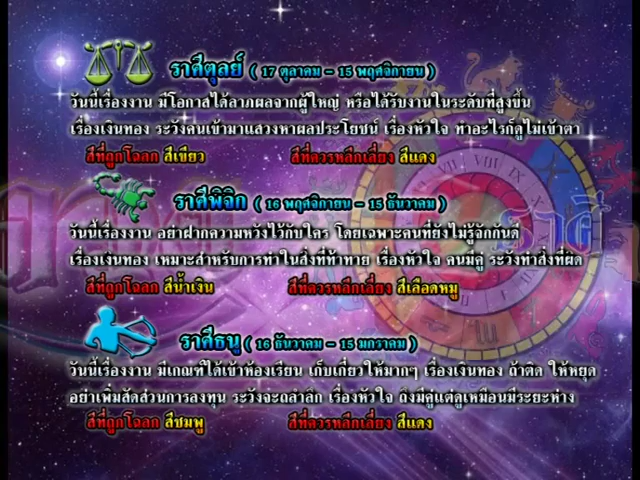 ราศีตุลย์ ( 17 ตุลาคม - 15 พฤศจิกายน )
วันนี้เรื่องงาน มีโอกาสได้ลาภผลจากผู้ใหญ่ หรือได้รับงานในระดับที่สูงขึ้น
เรื่องเงินทอง ระวังคนเข้ามาแสวงหาผลประโยชน์ เรื่องหัวใจ ทำอะไรก็ดูไม่เข้าตา
สีที่ถูกโฉลก สีเขียว สีที่ควรหลีกเลี่ยง สีแดง
ราศีพิจิก ( 16 พฤศจิกายน - 15 ธันวาคม )
วันนี้เรื่องงาน อย่าฝากความหวังไว้กับใคร โดยเฉพาะคนที่ยังไม่รู้จักกันดี
เรื่องเงินทอง เหมาะสำหรับการทำในสิ่งที่ท้าทาย เรื่องหัวใจ คนมีคู่ ระวังทำสิ่งที่ผิด
สีที่ถูกโฉลก สีน้ำเงิน สีที่ควรหลีกเลี่ยง สีเลือดหมู
ราศีธนู ( 16 ธันวาคม - 15 มกราคม )
วันนี้เรื่องงาน มีเกณฑ์ได้เข้าห้องเรียน เก็บเกี่ยวให้มากๆ เรื่องเงินทอง ถ้าติด ให้หยุด
อย่าเพิ่มสัดส่วนการลงทุน ระวังจะถลำลึก เรื่องหัวใจ ถึงมีคู่แต่ดูเหมือนมีระยะห่าง
สีที่ถูกโฉลก สีชมพู สีที่ควรหลีกเลี่ยง สีแดง